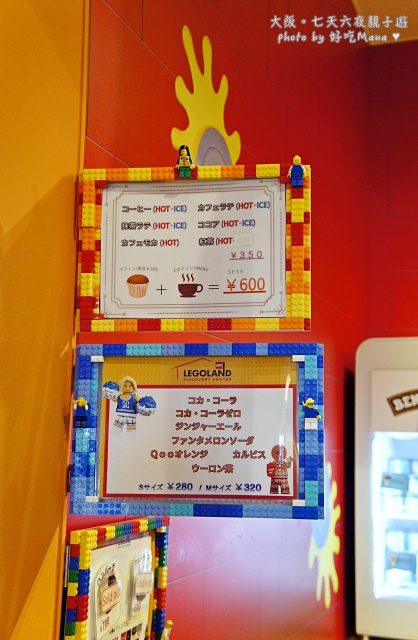 大阪。七天六夜親子遊
photo by 好吃Mana ♥
コーヒー(HOT・ICE) カフェラテ(HOT・ICE)
抹茶ラテ(HOT・ICE) ココア(HOT・ICE)
カフェモカ(HOT) 紅茶(HOT
￥350
+ = ￥600
LEGOLAND
DISCOVERY CENTER
コカ・コーラ
コカ・コーラゼロ
ジンジャーエール
ファンタメロンソーダ
Qooオレンジ カルピス
ウーロン茶
Sサイズ ￥280 / Mサイズ ￥320